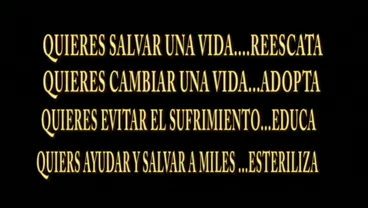 QUIERES SALVAR UNA VIDA....REESCATA
QUIERES CAMBIAR UNA VIDA...ADOPTA
QUIERES EVITAR EL SUFRIMIENTO...EDUCA
QUIERS AYUDAR Y SALVAR A MILES ...ESTERILIZA